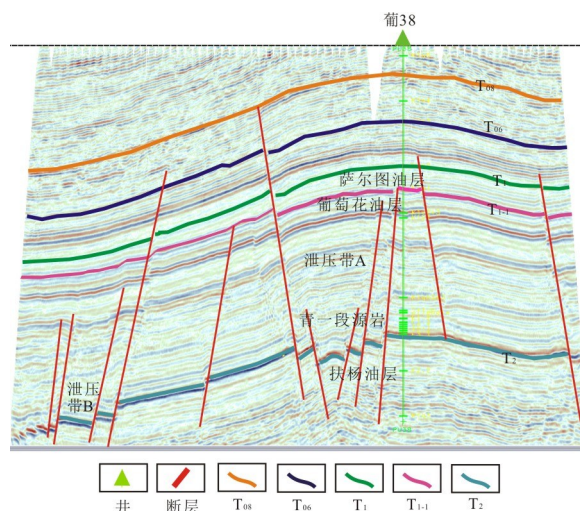 葡38
T08
T06
萨尔图油层
T1
葡萄花油层
T1-1
泄压带A
青一段源岩
T2
扶杨油层
泄压
带B
井
断层
T08
T06
T1
T1-1
T2